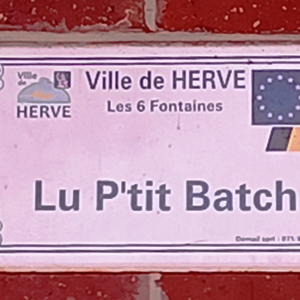 Ville de HERVE
Ville de HERVE
Les 6 Fontaines
Lu P'tit Batch